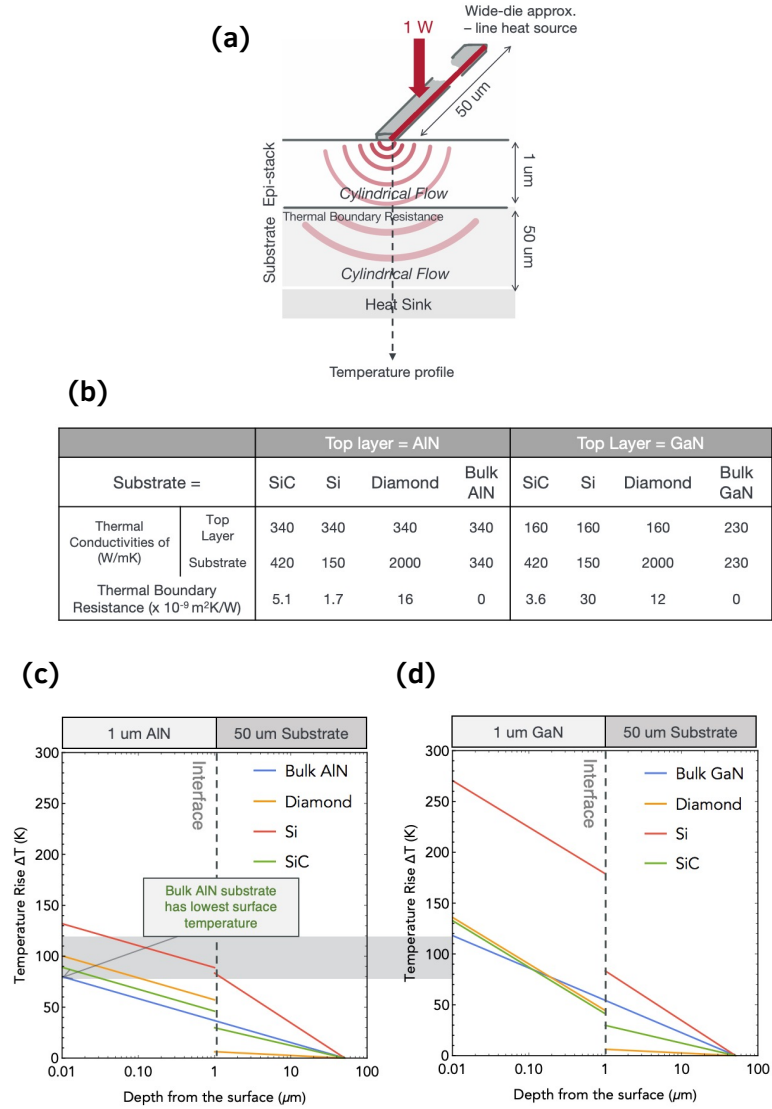 (a)
Wide-die approx.
– line heat source
1 W
50 um
Epi-stack
1 um
Cylindrical Flow
Thermal Boundary Resistance
Substrate
50 um
Cylindrical Flow
Heat Sink
Temperature profile
(b)
Top layer = AlN Top Layer = GaN
Substrate = SiC Si Diamond Bulk AlN SiC Si Diamond Bulk GaN
Thermal Conductivities of (W/mK) Top Layer 340 340 340 340 160 160 160 230
Substrate 420 150 2000 340 420 150 2000 230
Thermal Boundary
Resistance (x 10⁻⁹ m²K/W) 5.1 1.7 16 0 3.6 30 12 0
(c)
1 um AlN 50 um Substrate
Temperature Rise ΔT (K)
300
250
200
150
100
50
0
Interface
Bulk AlN
Diamond
Si
SiC
Bulk AlN substrate
has lowest surface
temperature
0.01 0.10 1 10 100
Depth from the surface (μm)
(d)
1 um GaN 50 um Substrate
Temperature Rise ΔT (K)
300
250
200
150
100
50
0
Interface
Bulk GaN
Diamond
Si
SiC
0.01 0.10 1 10 100
Depth from the surface (μm)